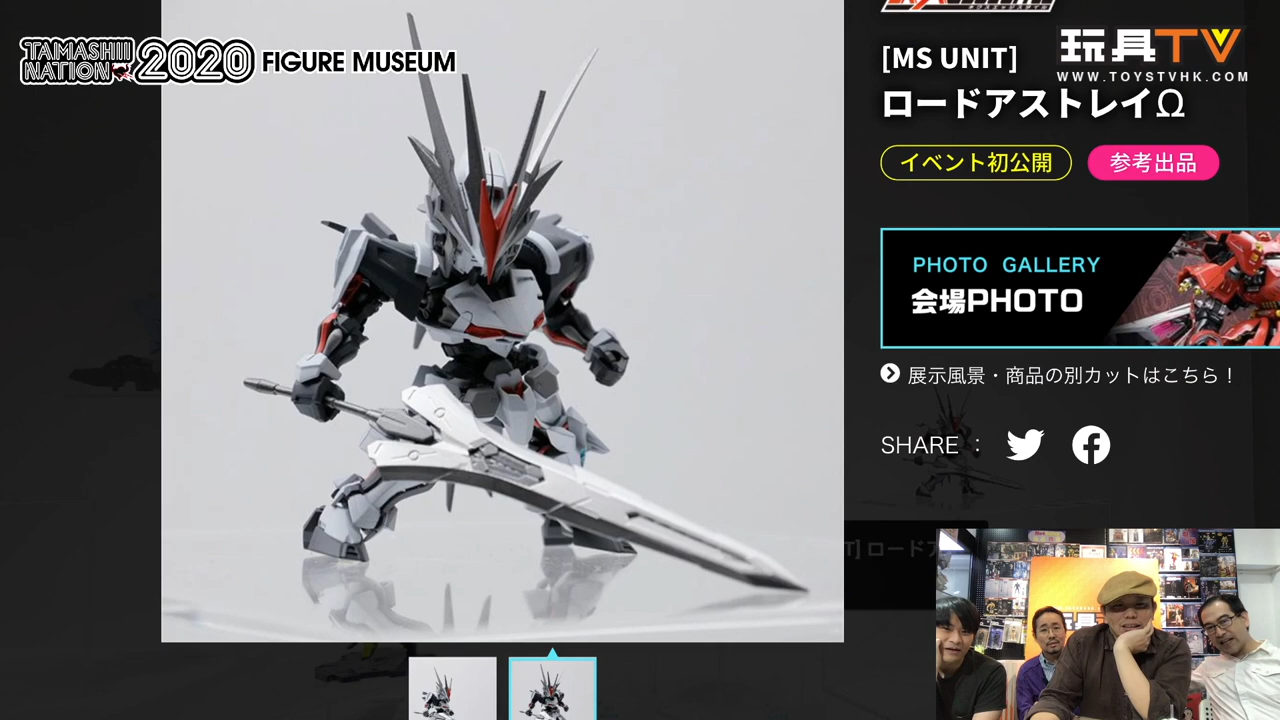 TAMASHII NATION 2020 FIGURE MUSEUM
玩具TV
WWW.TOYSTVHK.COM
[MS UNIT]
ロードアストレイΩ
イベント初公開
参考出品
PHOTO GALLERY
会場PHOTO
展示風景・商品の別カットはこちら！
SHARE :